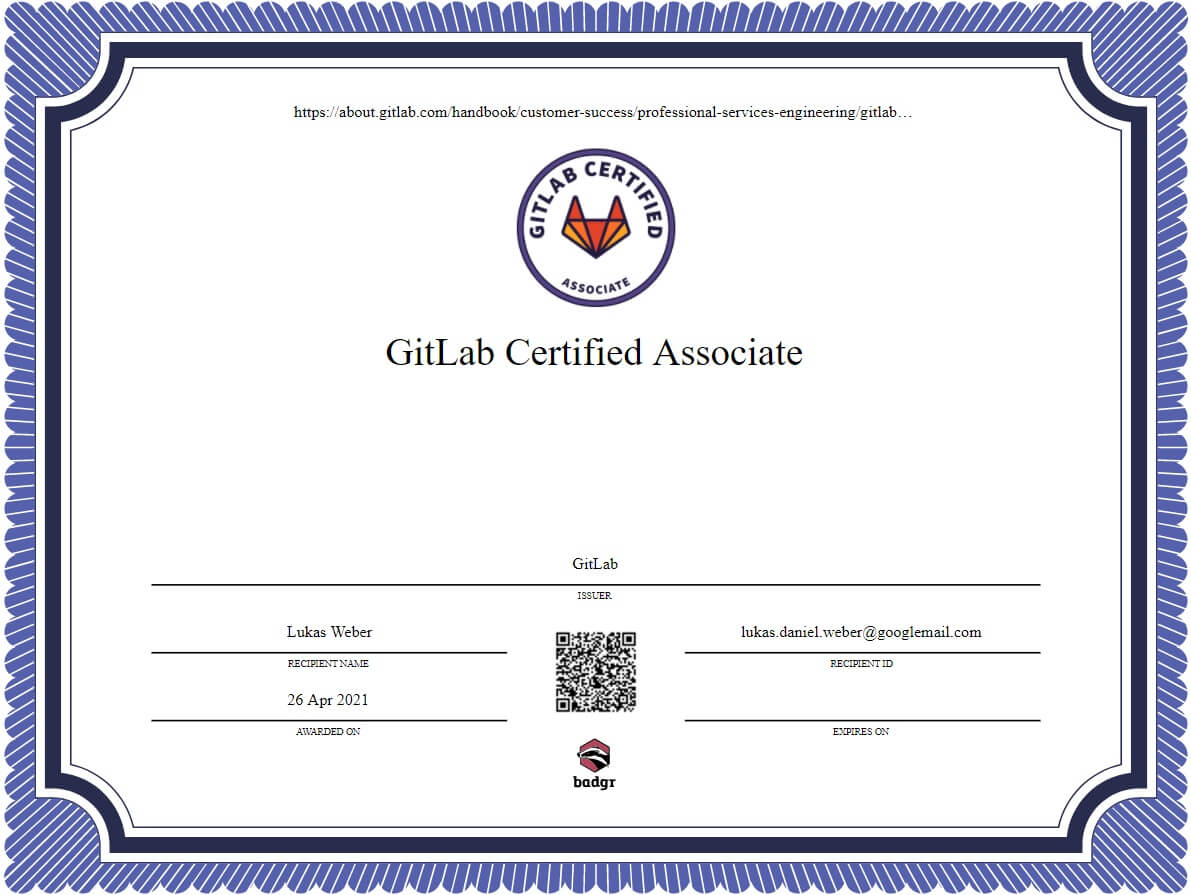 https://about.gitlab.com/handbook/customer-success/professional-services-engineering/gitlab…
GITLAB CERTIFIED
ASSOCIATE
GitLab Certified Associate
GitLab
ISSUER
Lukas Weber
RECIPIENT NAME
lukas.daniel.weber@googlemail.com
RECIPIENT ID
26 Apr 2021
AWARDED ON
EXPIRES ON
badgr